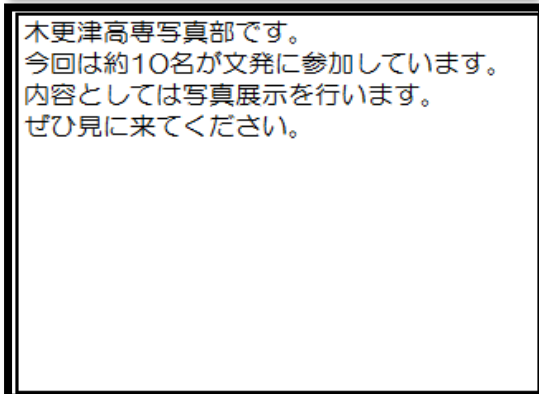 木更津高専写真部です。
今回は約10名が文発に参加しています。
内容としては写真展示を行います。
ぜひ見に来てください。